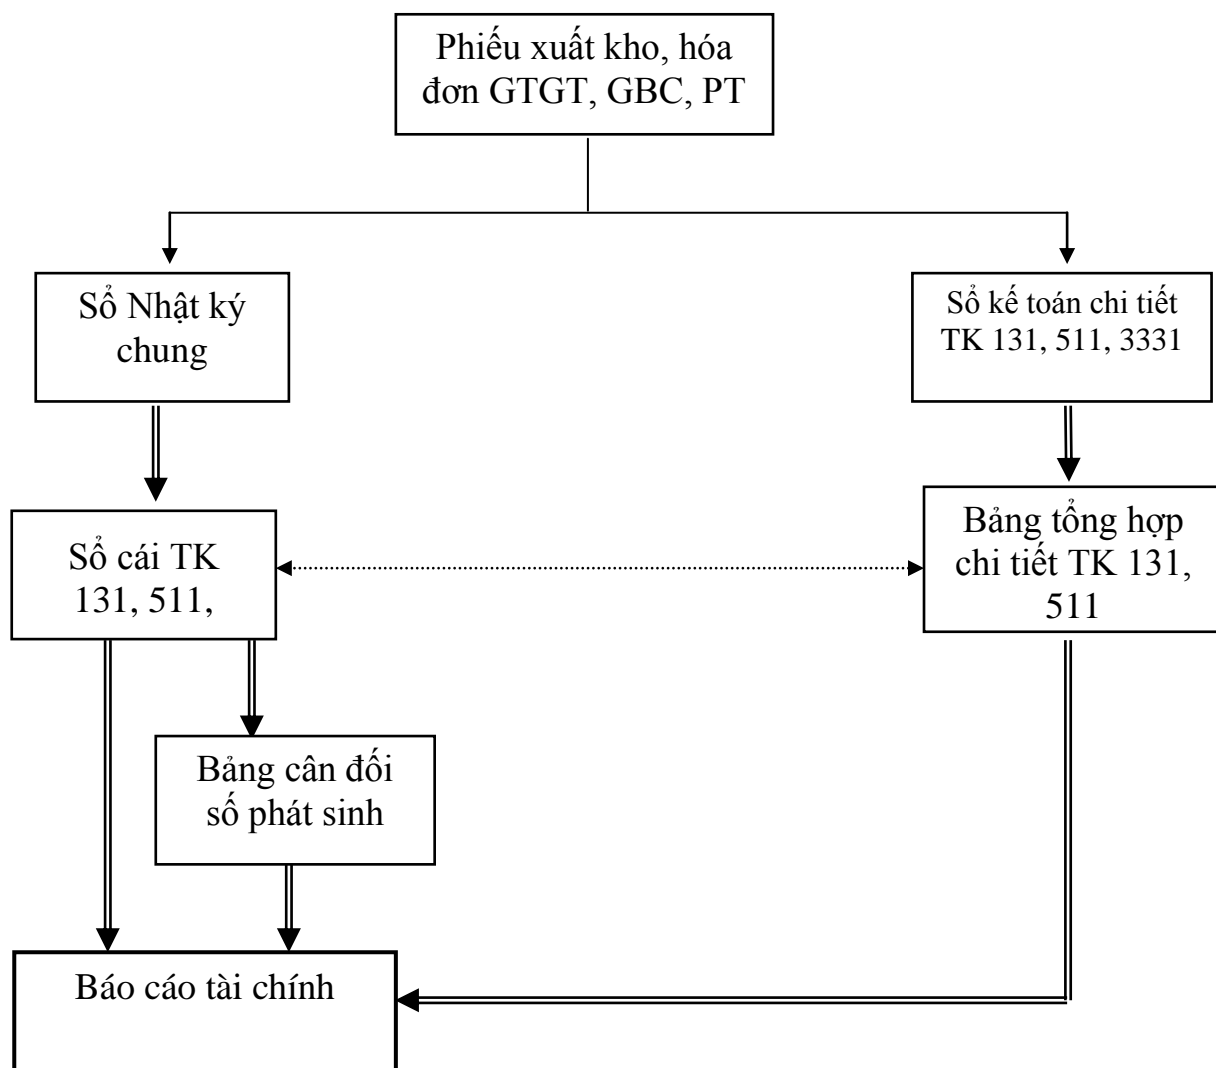 Phiếu xuất kho, hóa
đơn GTGT, GBC, PT
Sổ Nhật ký
chung
Sổ kế toán chi tiết
TK 131, 511, 3331
Sổ cái TK
131, 511,
Bảng tổng hợp
chi tiết TK 131,
511
Bảng cân đối
số phát sinh
Báo cáo tài chính